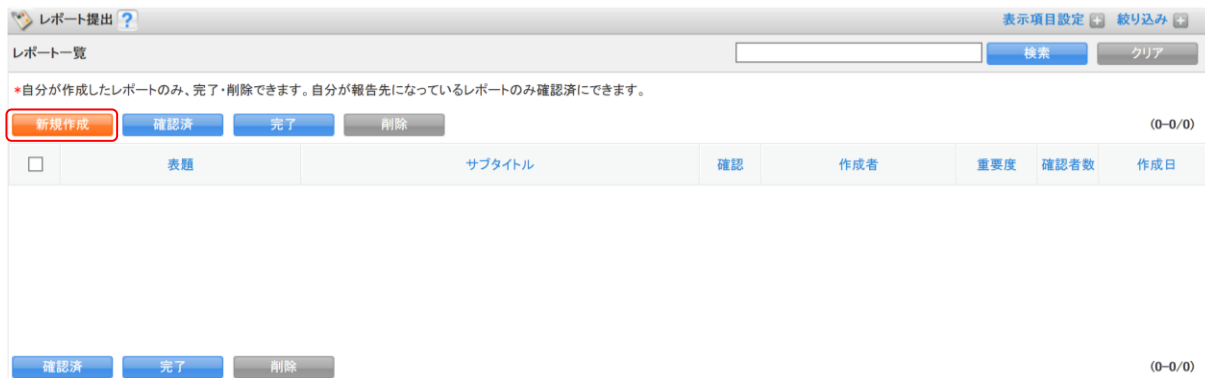 レポート提出 ? 表示項目設定 + 絞り込み +
レポート一覧 検索 クリア
*自分が作成したレポートのみ、完了・削除できます。自分が報告先になっているレポートのみ確認済にできます。
新規作成 確認済 完了 削除 (0-0/0)
表題 サブタイトル 確認 作成者 重要度 確認者数 作成日
確認済 完了 削除 (0-0/0)